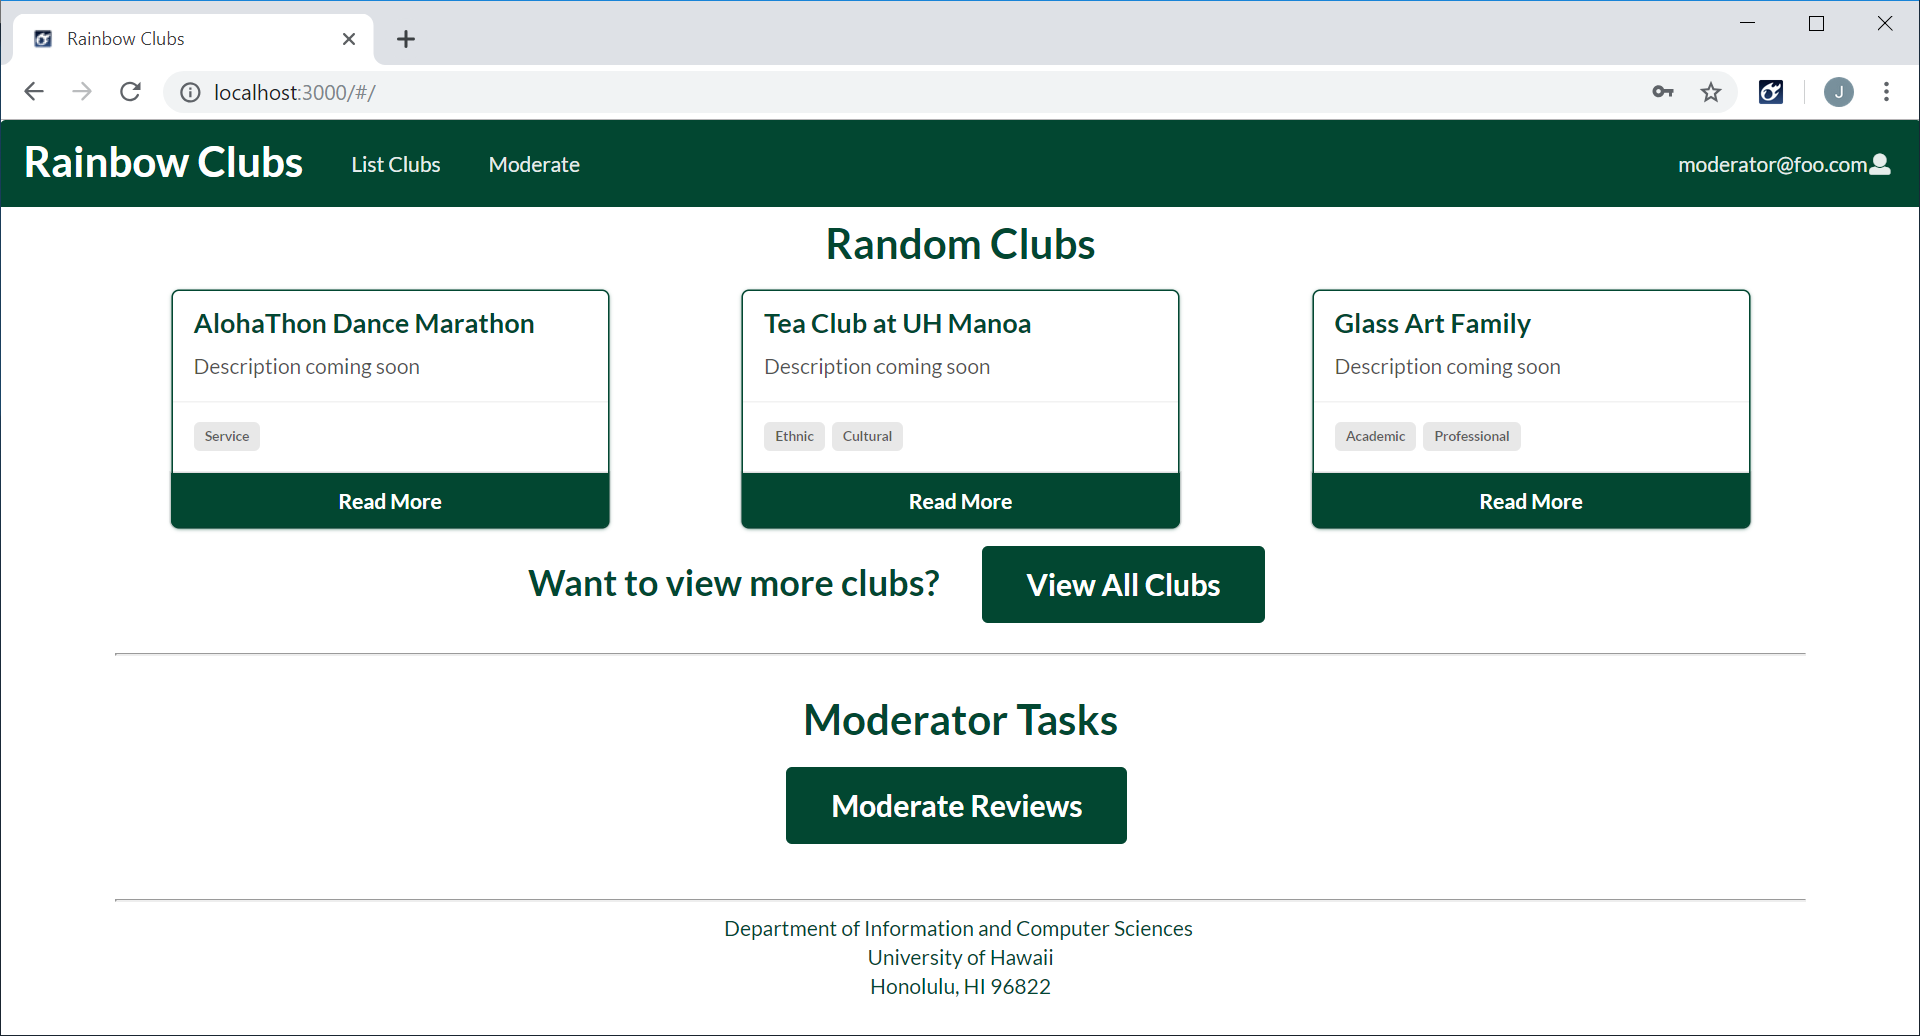 Rainbow Clubs
localhost:3000/#/
J
Rainbow Clubs List Clubs Moderate moderator@foo.com
Random Clubs
AlohaThon Dance Marathon
Description coming soon
Service
Read More
Tea Club at UH Manoa
Description coming soon
Ethnic Cultural
Read More
Glass Art Family
Description coming soon
Academic Professional
Read More
Want to view more clubs? View All Clubs
Moderator Tasks
Moderate Reviews
Department of Information and Computer Sciences
University of Hawaii
Honolulu, HI 96822